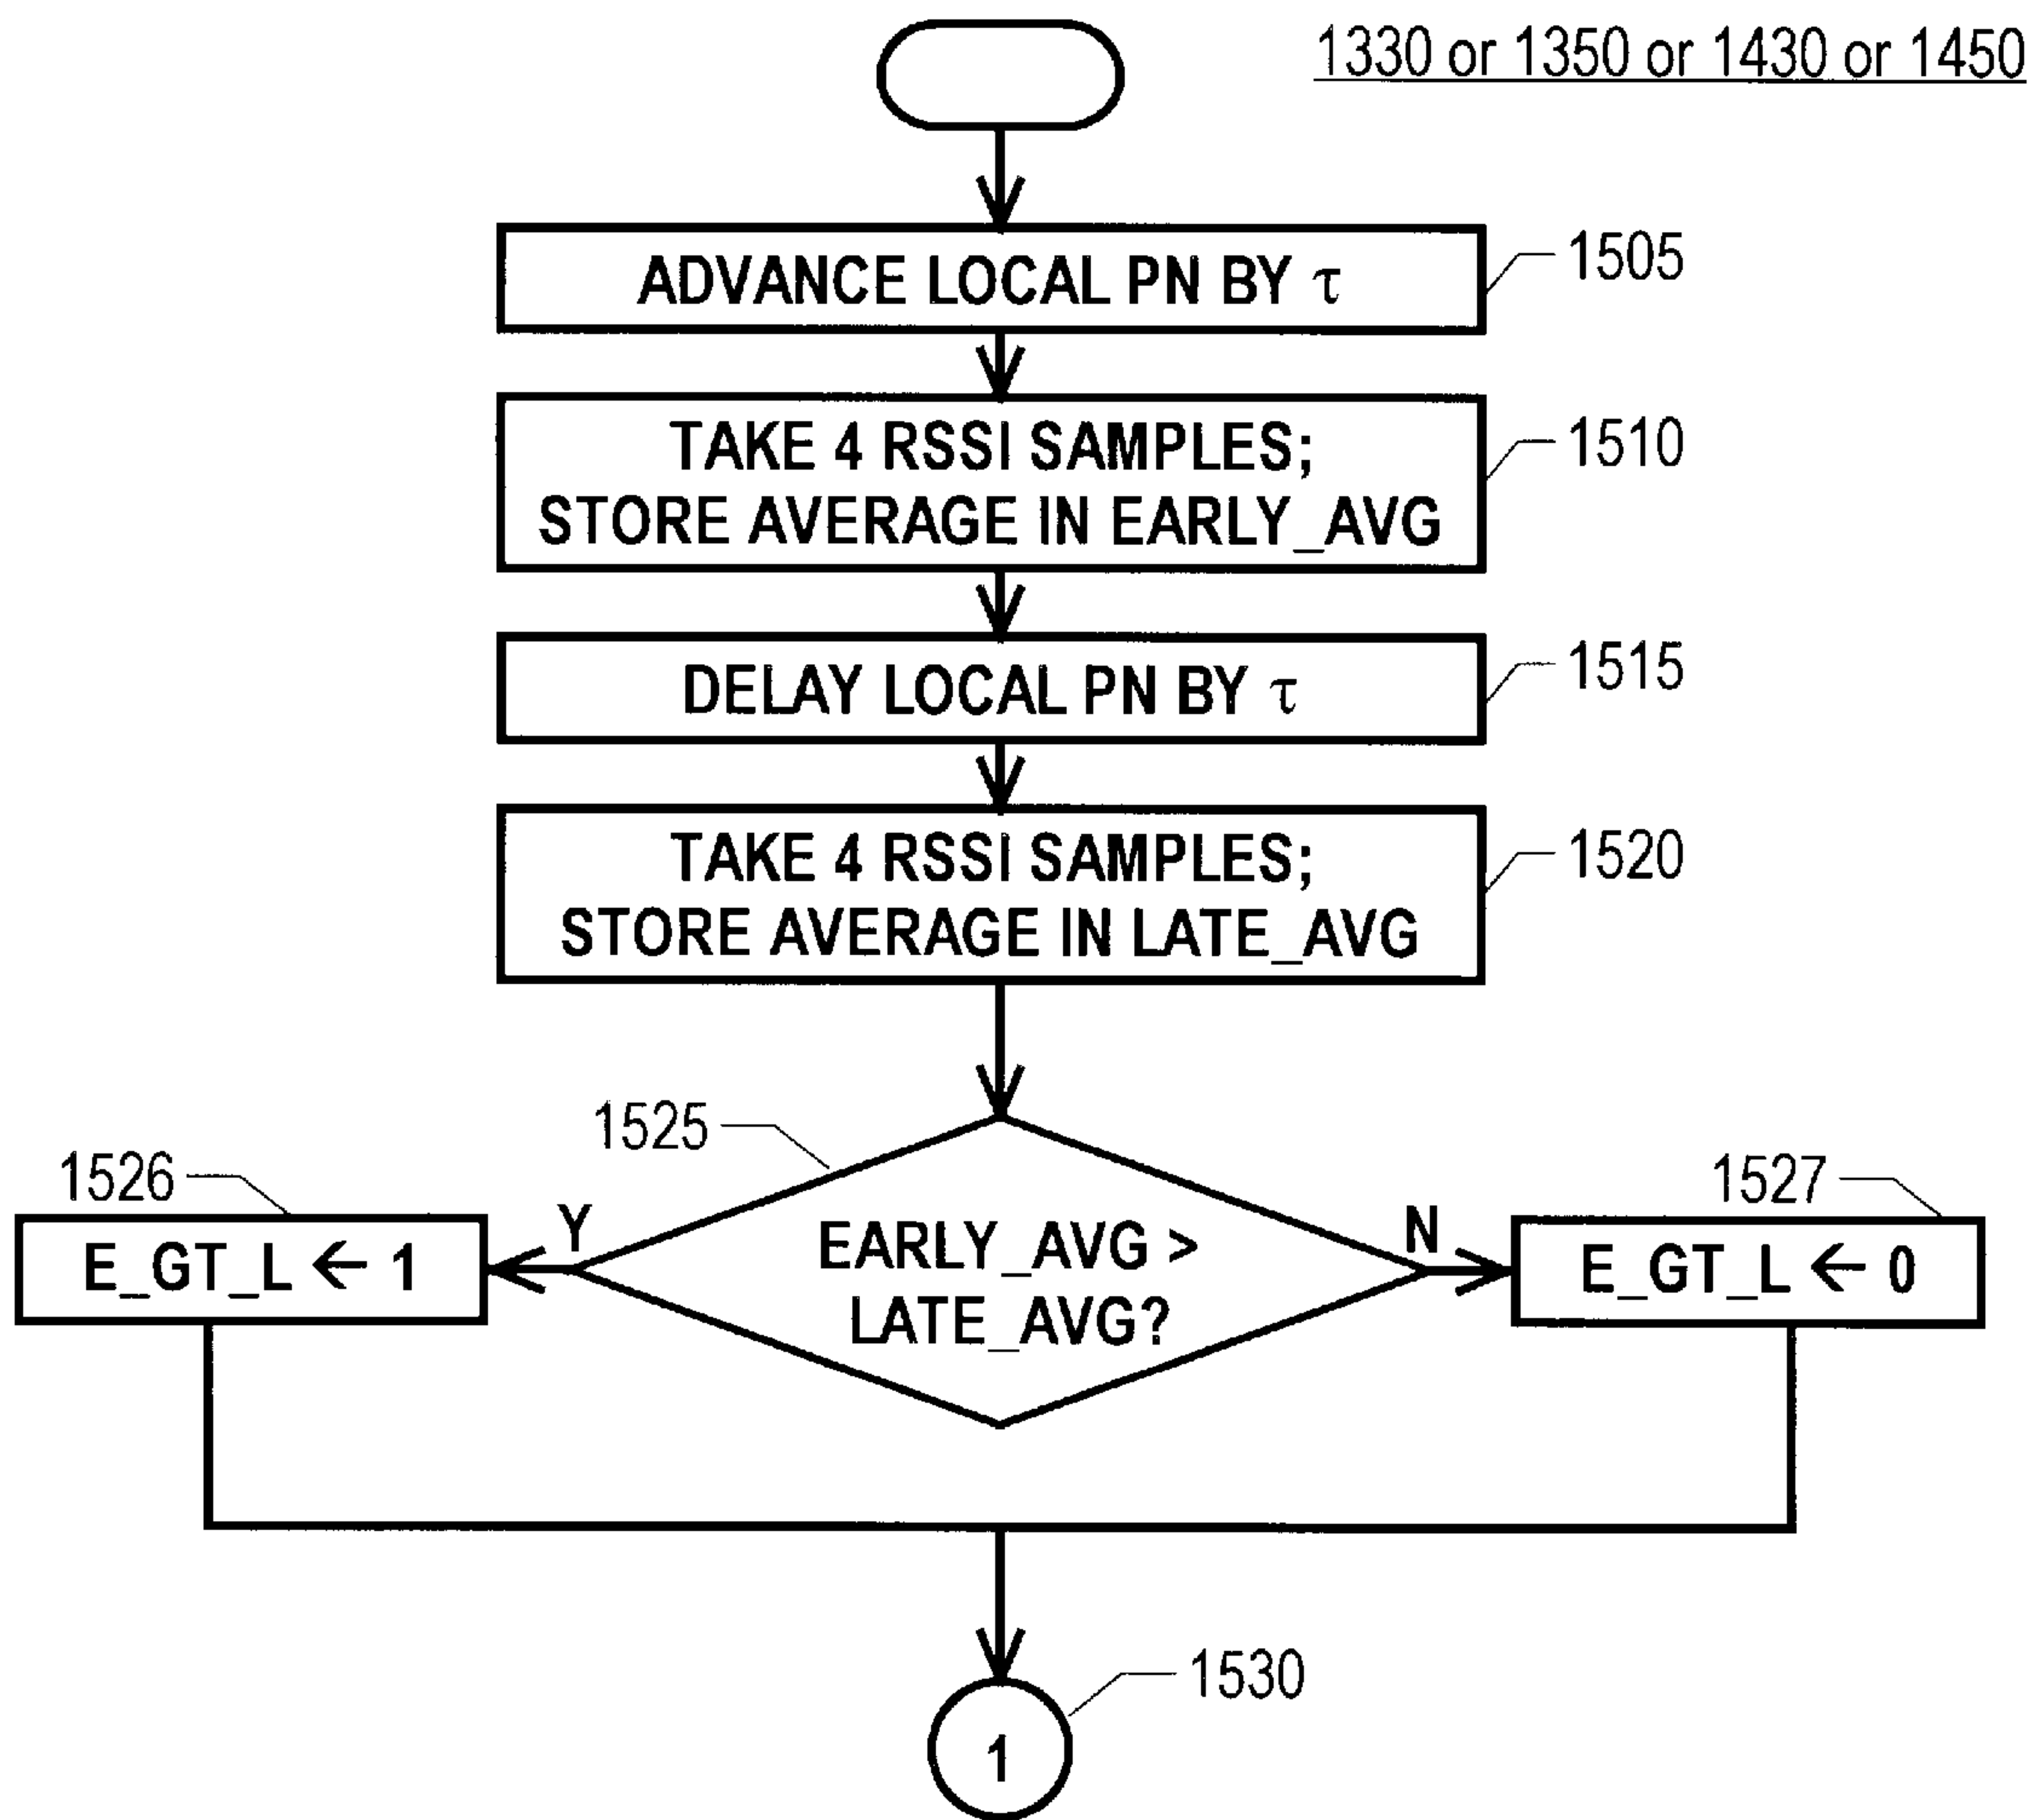 1330 or 1350 or 1430 or 1450
ADVANCE LOCAL PN BY τ
1505
TAKE 4 RSSI SAMPLES;
STORE AVERAGE IN EARLY_AVG
1510
DELAY LOCAL PN BY τ
1515
TAKE 4 RSSI SAMPLES;
STORE AVERAGE IN LATE_AVG
1520
1525
1526
1527
Y
N
E_GT_L ← 1
EARLY_AVG >
LATE_AVG?
E_GT_L ← 0
1530
1